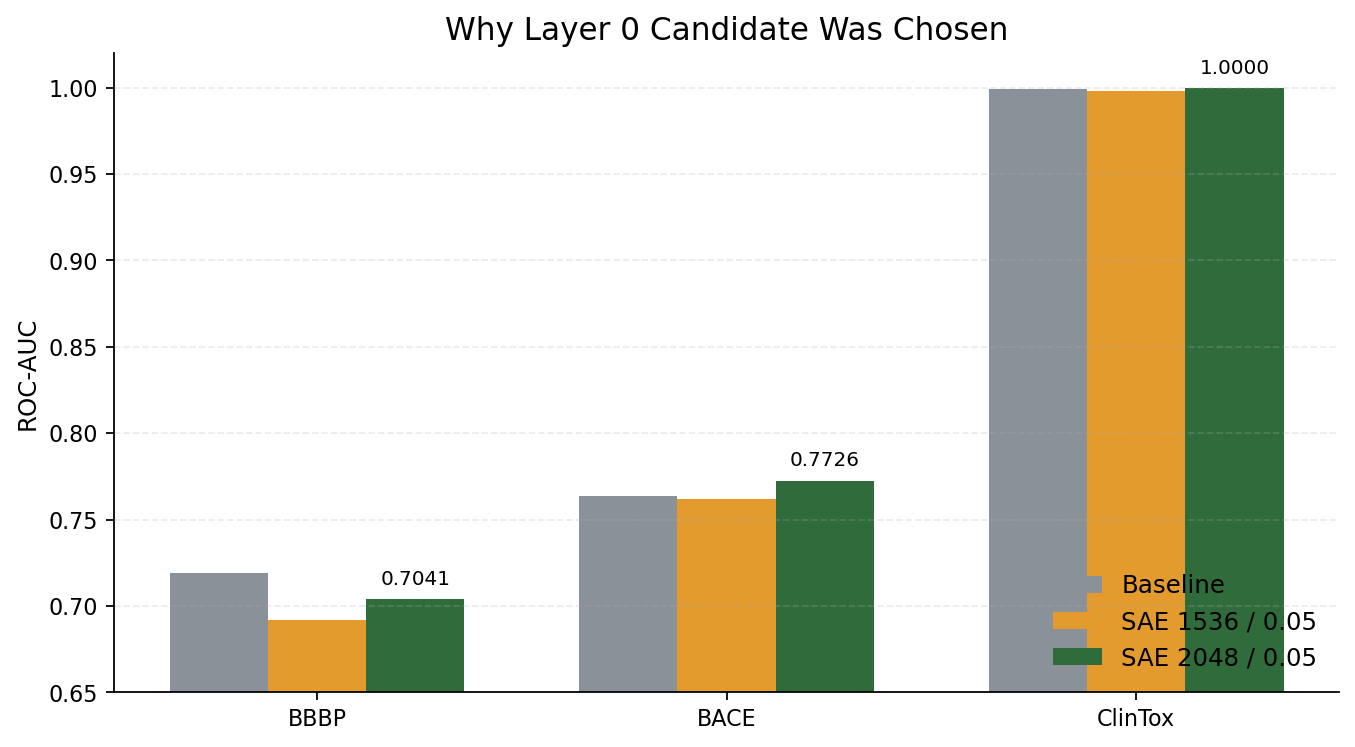 Why Layer 0 Candidate Was Chosen
1.0000
1.00
0.95
0.90
0.85
ROC-AUC
0.80
0.7726
0.75
0.7041
0.70
0.65
Baseline
SAE 1536 / 0.05
SAE 2048 / 0.05
BBBP
BACE
ClinTox